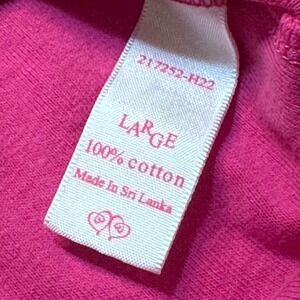 217252-H22
LARGE
100% cotton
Made In Sri Lanka